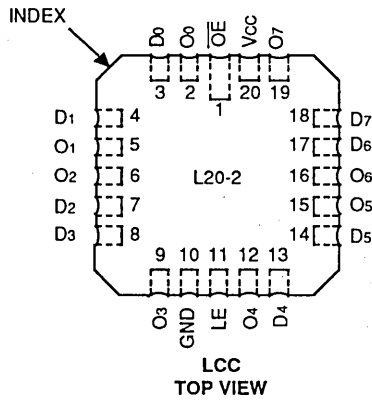 INDEX
D0 O0 OE VCC O7
3 2 1 20 19
D1 4 18 D7
O1 5 17 D6
O2 6 L20-2 16 O6
D2 7 15 O5
D3 8 14 D5
9 10 11 12 13
O3 GND LE O4 D4
LCC
TOP VIEW